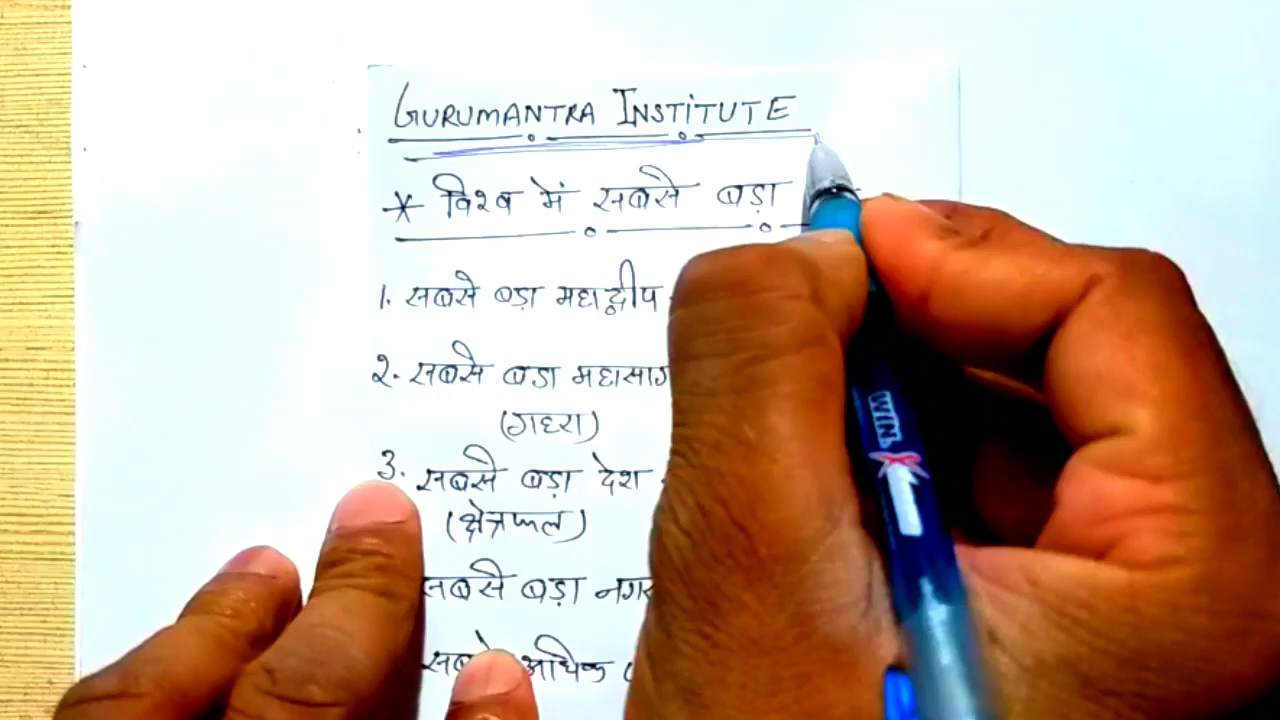 GURUMANTRA INSTITUTE
* विश्व में सबसे बड़ा
1. सबसे बड़ा महाद्वीप
2. सबसे बडा महासाग
(गहरा)
3. सबसे बड़ा देश
(क्षेत्रफल)
सबसे बड़ा नगर
अधिक
WIN